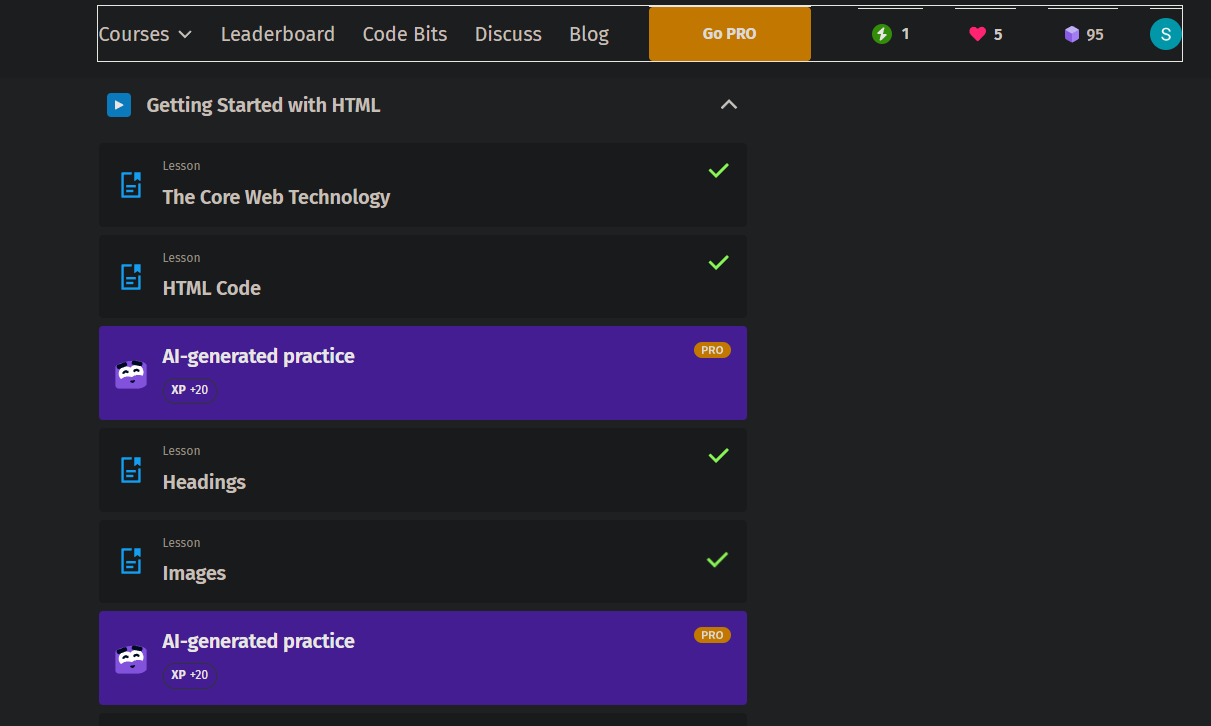 Courses Leaderboard Code Bits Discuss Blog Go PRO 1 5 95 S
Getting Started with HTML
Lesson
The Core Web Technology
Lesson
HTML Code
AI-generated practice PRO
XP +20
Lesson
Headings
Lesson
Images
AI-generated practice PRO
XP +20